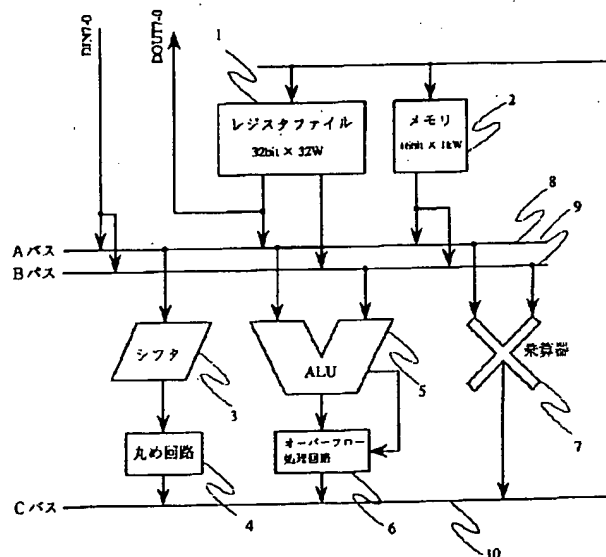 DIN7-0
DOUT7-0
1
レジスタファイル
32bit × 32W
メモリ
16bit × 1kW
2
8
9
Aバス
Bバス
シフタ
3
ALU
5
乗算器
7
丸め回路
4
オーバーフロー
処理回路
6
Cバス
10